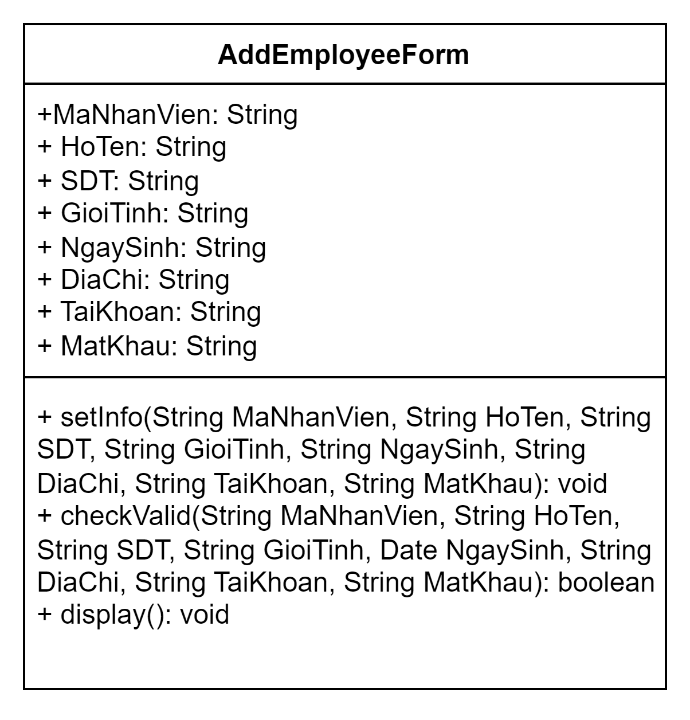 AddEmployeeForm
+MaNhanVien: String
+ HoTen: String
+ SDT: String
+ GioiTinh: String
+ NgaySinh: String
+ DiaChi: String
+ TaiKhoan: String
+ MatKhau: String
+ setInfo(String MaNhanVien, String HoTen, String
SDT, String GioiTinh, String NgaySinh, String
DiaChi, String TaiKhoan, String MatKhau): void
+ checkValid(String MaNhanVien, String HoTen,
String SDT, String GioiTinh, Date NgaySinh, String
DiaChi, String TaiKhoan, String MatKhau): boolean
+ display(): void